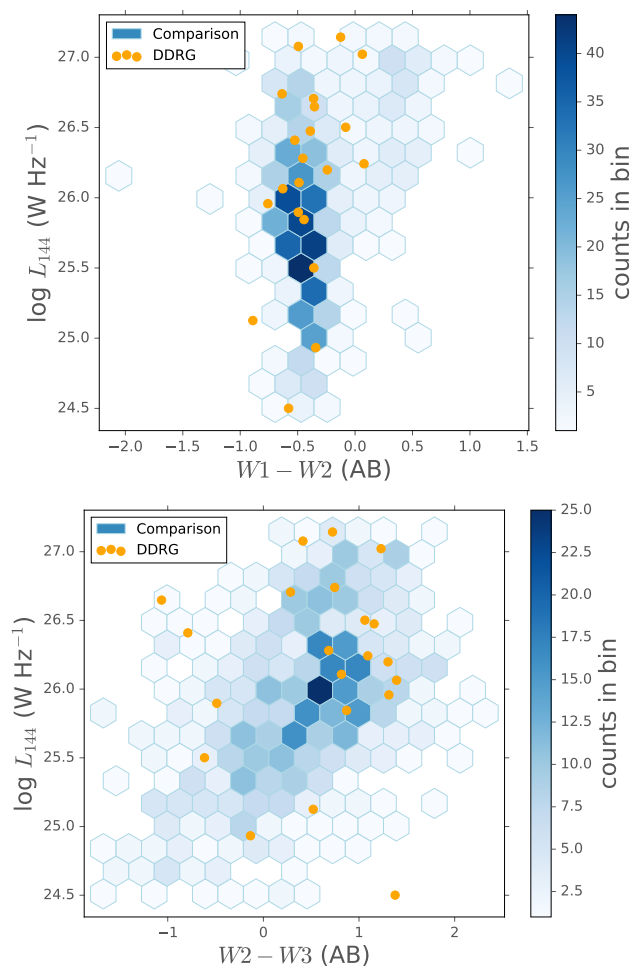 Comparison
DDRG
27.0
26.5
26.0
25.5
25.0
24.5
log L₁₄₄ (W Hz⁻¹)
−2.0 −1.5 −1.0 −0.5 0.0 0.5 1.0 1.5
W1 − W2 (AB)
40
35
30
25
20
15
10
5
counts in bin
Comparison
DDRG
27.0
26.5
26.0
25.5
25.0
24.5
log L₁₄₄ (W Hz⁻¹)
−1 0 1 2
W2 − W3 (AB)
25.0
22.5
20.0
17.5
15.0
12.5
10.0
7.5
5.0
2.5
counts in bin